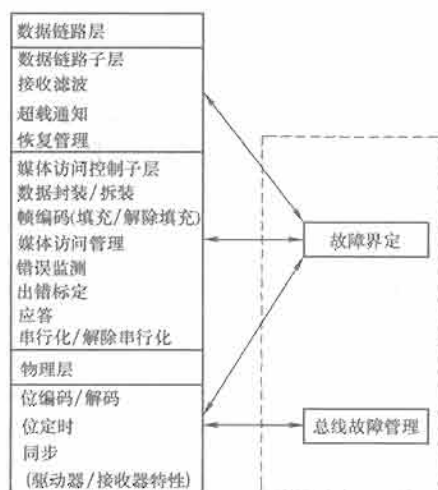 数据链路层
数据链路子层
接收滤波
超载通知
恢复管理
媒体访问控制子层
数据封装/拆装
帧编码(填充/解除填充)
媒体访问管理
错误监测
出错标定
应答
串行化/解除串行化
物理层
位编码/解码
位定时
同步
(驱动器/接收器特性)
故障界定
总线故障管理